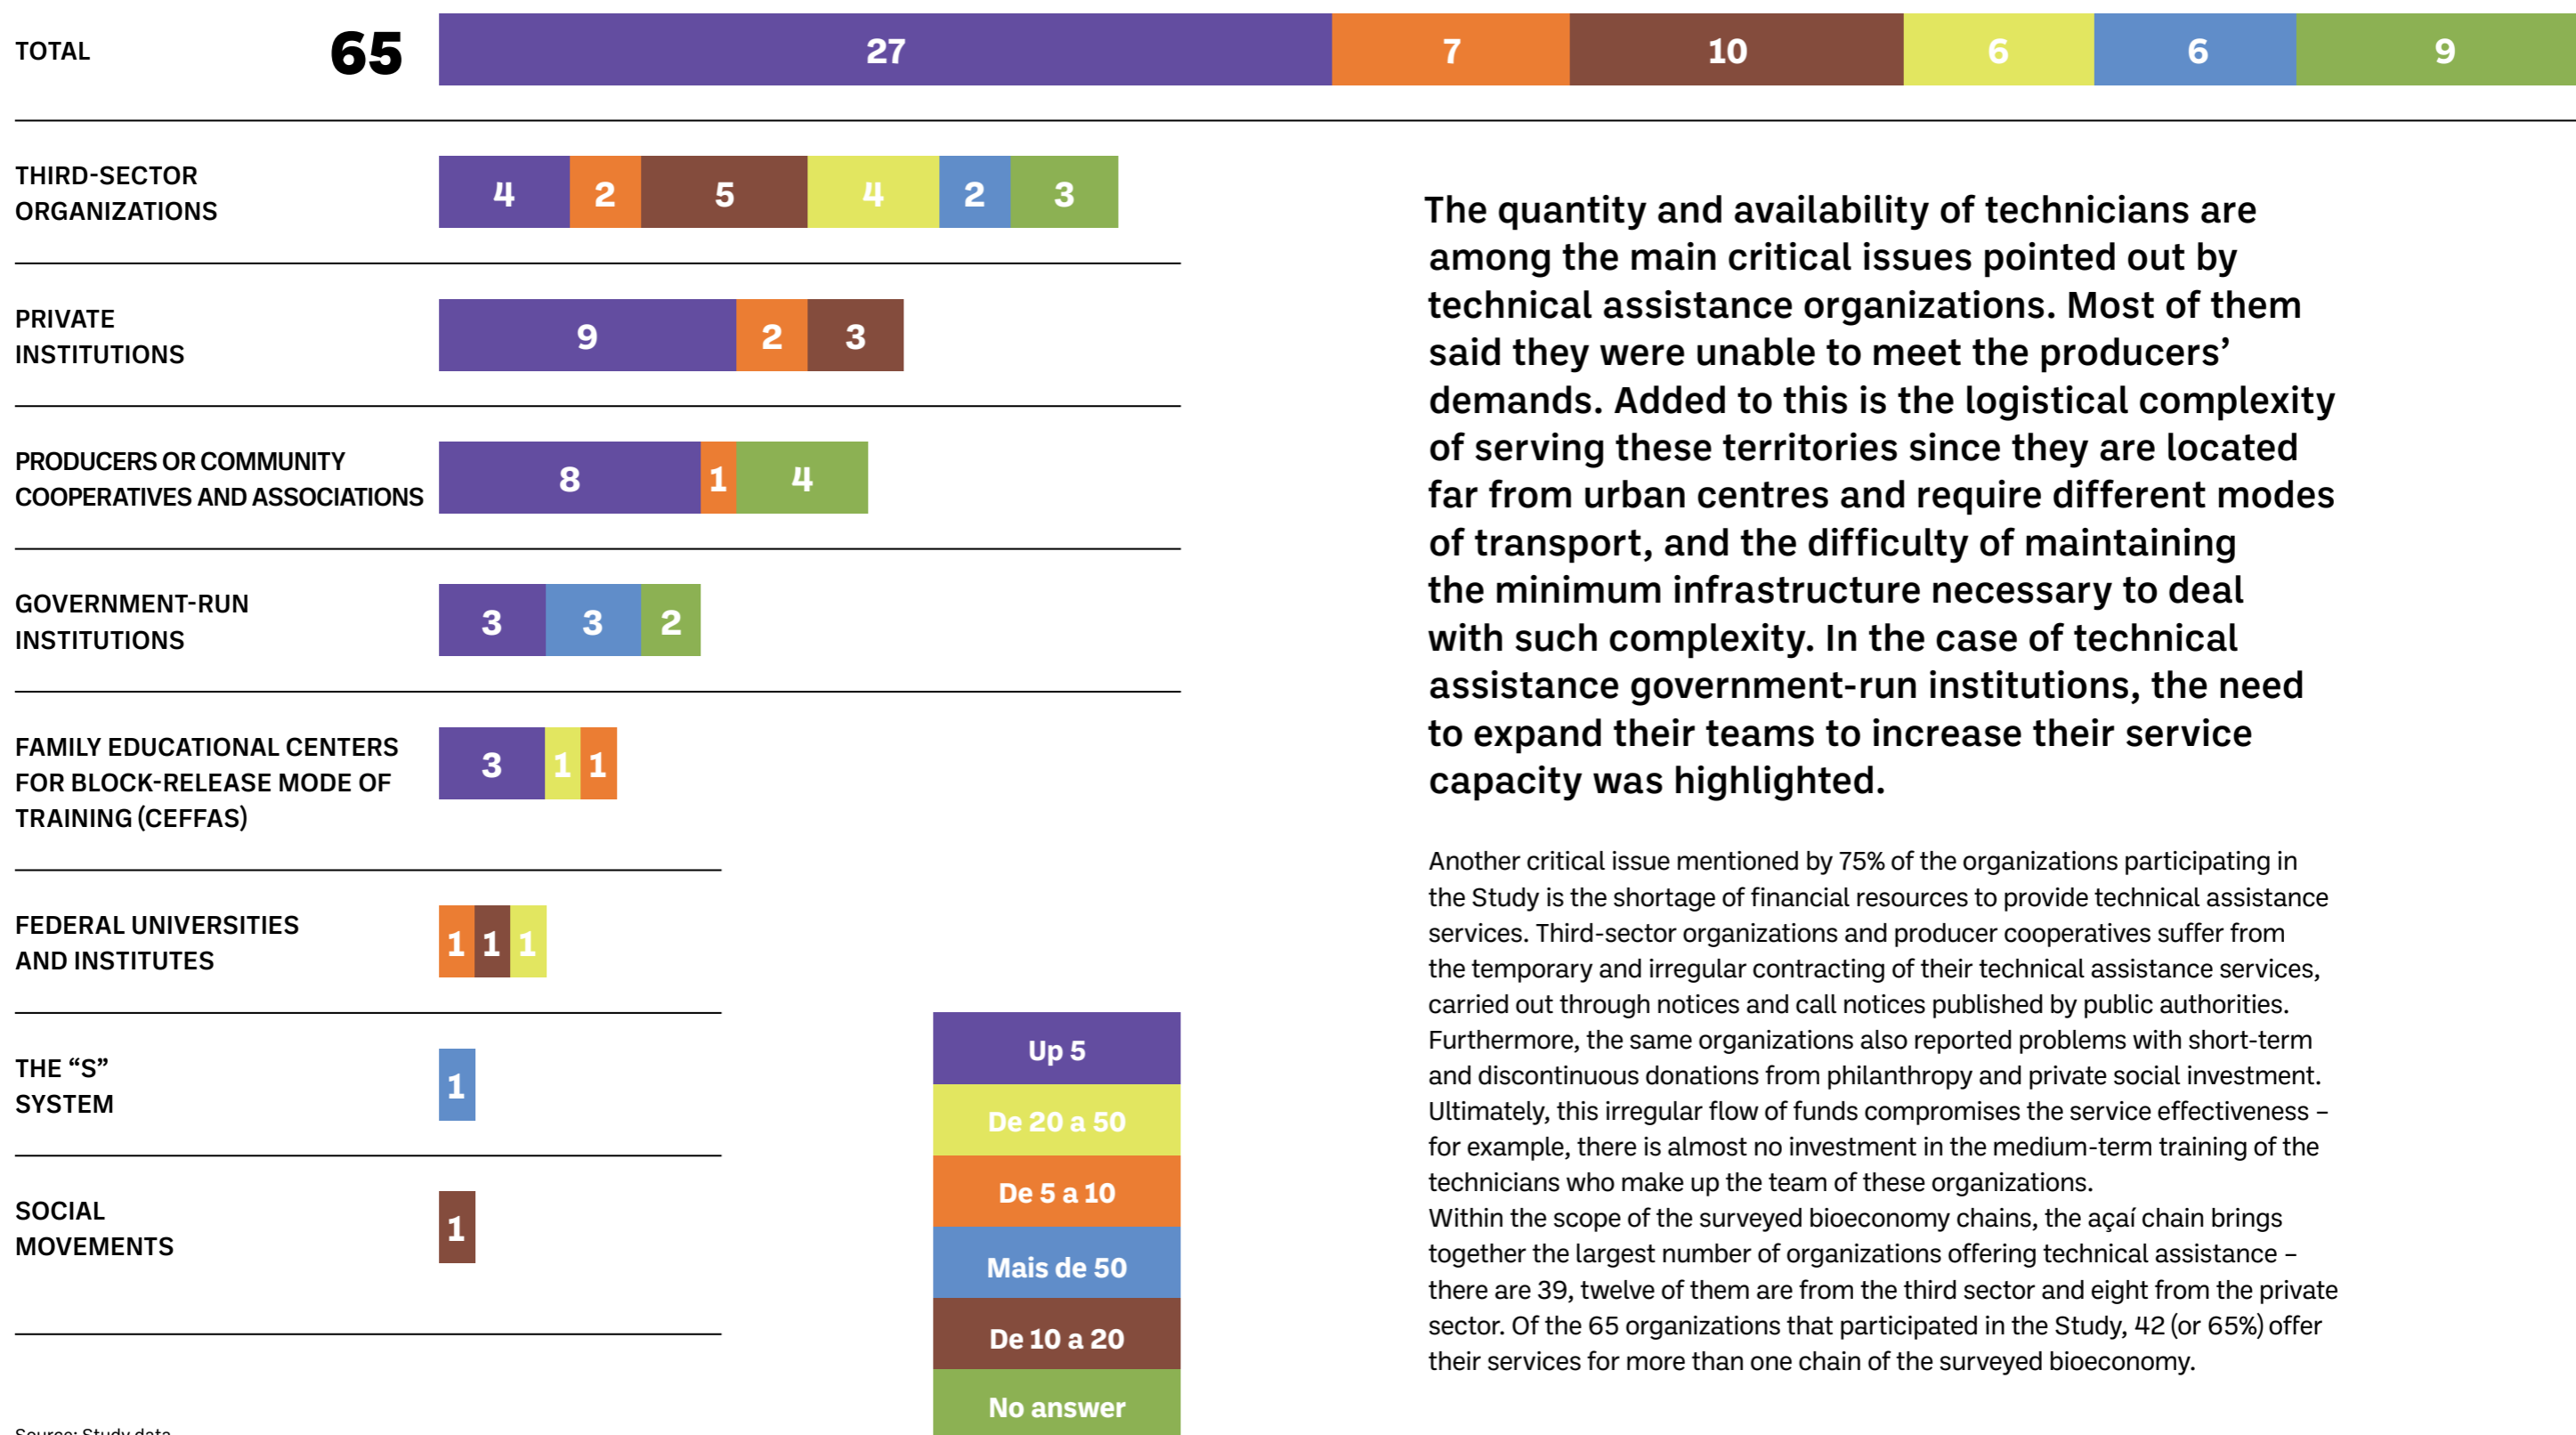 TOTAL 65 27 7 10 6 6 9
THIRD-SECTOR
ORGANIZATIONS
4 2 5 4 2 3
PRIVATE
INSTITUTIONS
9 2 3
PRODUCERS OR COMMUNITY
COOPERATIVES AND ASSOCIATIONS
8 1 4
GOVERNMENT-RUN
INSTITUTIONS
3 3 2
FAMILY EDUCATIONAL CENTERS
FOR BLOCK-RELEASE MODE OF
TRAINING (CEFFAS)
3 1 1
FEDERAL UNIVERSITIES
AND INSTITUTES
1 1 1
THE “S”
SYSTEM
1
SOCIAL
MOVEMENTS
1
Up 5
De 20 a 50
De 5 a 10
Mais de 50
De 10 a 20
No answer
Source: Study data
The quantity and availability of technicians are
among the main critical issues pointed out by
technical assistance organizations. Most of them
said they were unable to meet the producers’
demands. Added to this is the logistical complexity
of serving these territories since they are located
far from urban centres and require different modes
of transport, and the difficulty of maintaining
the minimum infrastructure necessary to deal
with such complexity. In the case of technical
assistance government-run institutions, the need
to expand their teams to increase their service
capacity was highlighted.
Another critical issue mentioned by 75% of the organizations participating in
the Study is the shortage of financial resources to provide technical assistance
services. Third-sector organizations and producer cooperatives suffer from
the temporary and irregular contracting of their technical assistance services,
carried out through notices and call notices published by public authorities.
Furthermore, the same organizations also reported problems with short-term
and discontinuous donations from philanthropy and private social investment.
Ultimately, this irregular flow of funds compromises the service effectiveness –
for example, there is almost no investment in the medium-term training of the
technicians who make up the team of these organizations.
Within the scope of the surveyed bioeconomy chains, the açaí chain brings
together the largest number of organizations offering technical assistance –
there are 39, twelve of them are from the third sector and eight from the private
sector. Of the 65 organizations that participated in the Study, 42 (or 65%) offer
their services for more than one chain of the surveyed bioeconomy.